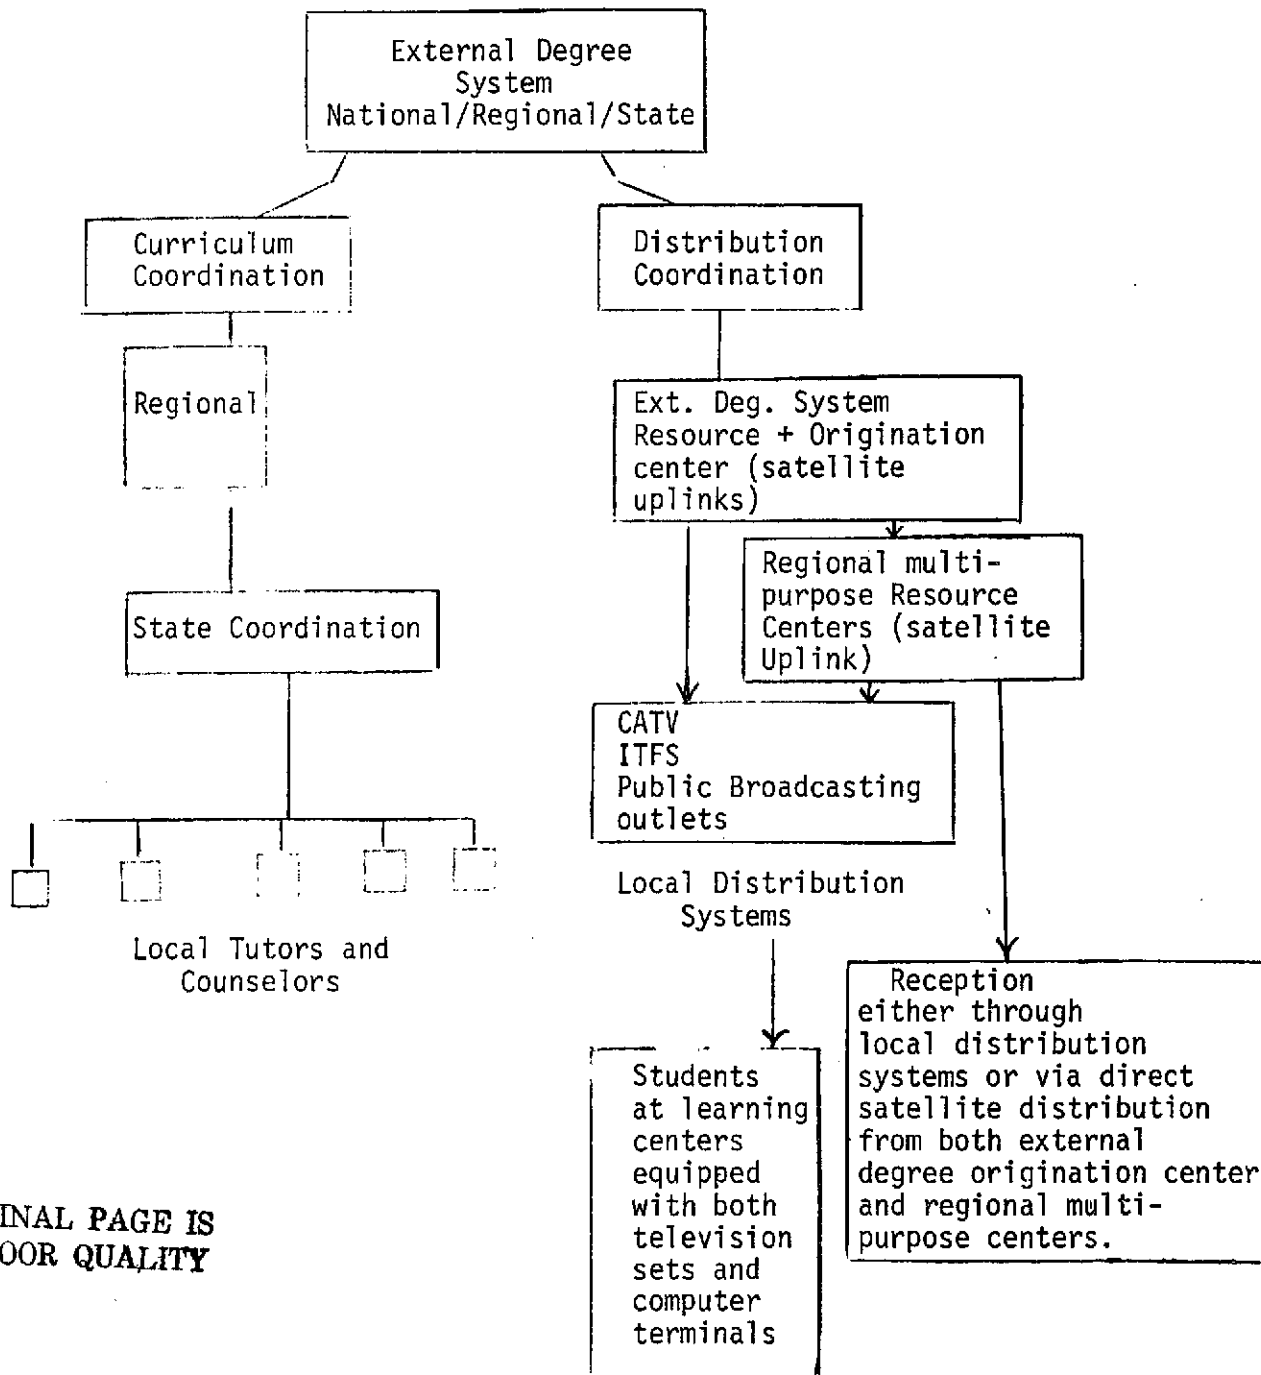 External Degree
System
National/Regional/State
Curriculum
Coordination
Distribution
Coordination
Regional
Ext. Deg. System
Resource + Origination
center (satellite
uplinks)
Regional multi-
purpose Resource
Centers (satellite
Uplink)
State Coordination
CATV
ITFS
Public Broadcasting
outlets
Local Distribution
Systems
Local Tutors and
Counselors
Students
at learning
centers
equipped
with both
television
sets and
computer
terminals
Reception
either through
local distribution
systems or via direct
satellite distribution
from both external
degree origination center
and regional multi-
purpose centers.
INAL PAGE IS
OOR QUALITY